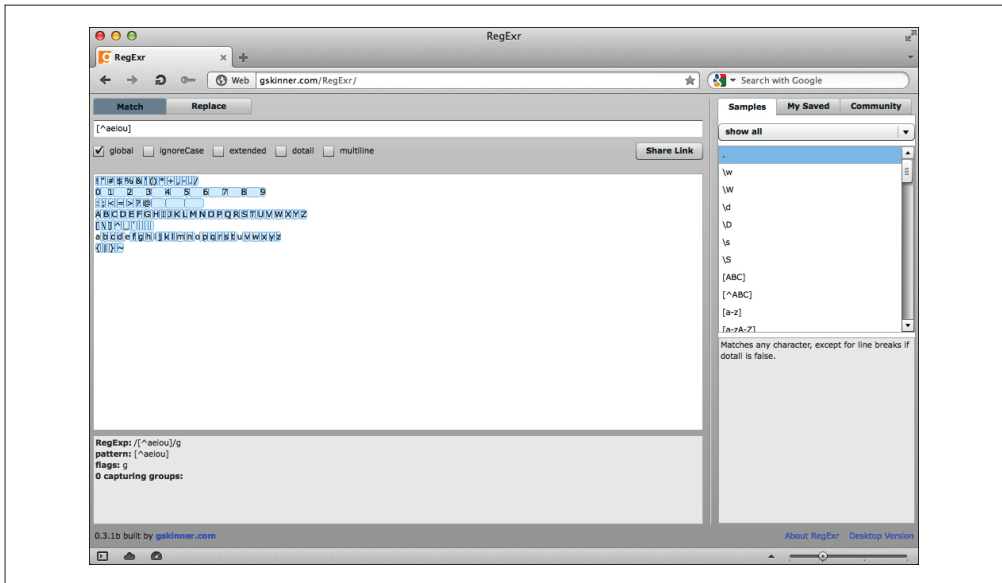 RegExr
RegExr
Web gskinner.com/RegExr/
Search with Google
Match Replace
[^aeiou]
global ignoreCase extended dotall multiline
Share Link
0 1 2 3 4 5 6 7 8 9
: ; < = > ? @
A B C D E F G H I J K L M N O P Q R S T U V W X Y Z
a b c d e f g h i j k l m n o p q r s t u v w x y z
{ | } ~
RegExp: /[^aeiou]/g
pattern: [^aeiou]
flags: g
0 capturing groups:
Samples My Saved Community
show all
.
\w
\W
\d
\D
\s
\S
[ABC]
[^ABC]
[a-z]
[a-zA-Z]
Matches any character, except for line breaks if
dotall is false.
0.3.1b built by gskinner.com
About RegExr Desktop Version